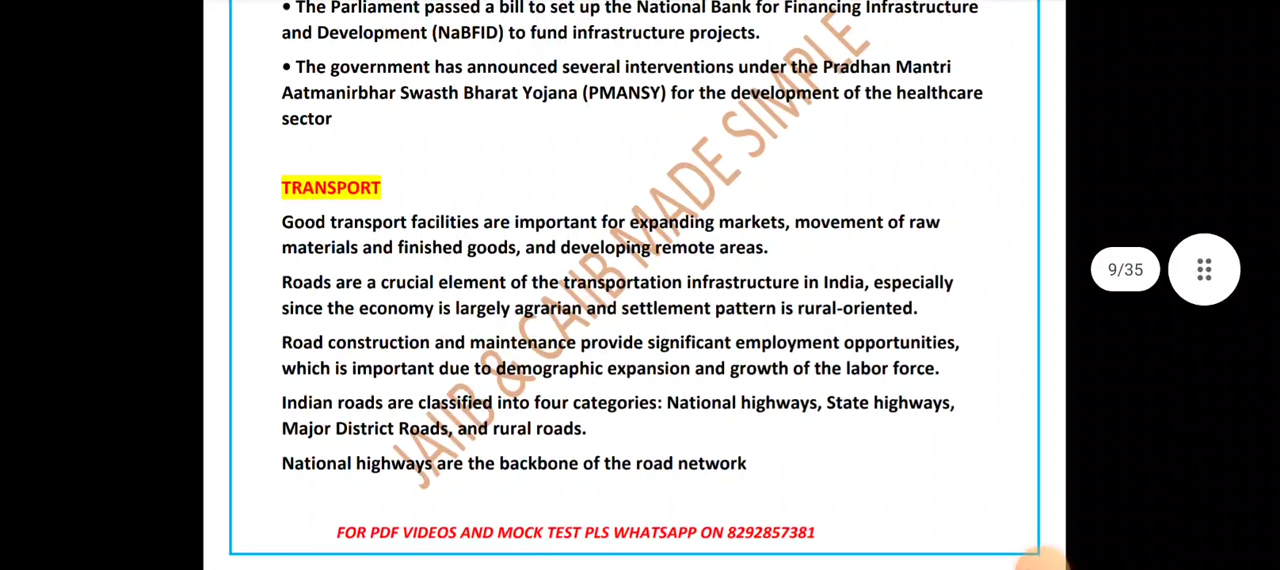 • The Parliament passed a bill to set up the National Bank for Financing Infrastructure
and Development (NaBFID) to fund infrastructure projects.
• The government has announced several interventions under the Pradhan Mantri
Aatmanirbhar Swasth Bharat Yojana (PMANSY) for the development of the healthcare
sector
TRANSPORT
Good transport facilities are important for expanding markets, movement of raw
materials and finished goods, and developing remote areas.
Roads are a crucial element of the transportation infrastructure in India, especially
since the economy is largely agrarian and settlement pattern is rural-oriented.
Road construction and maintenance provide significant employment opportunities,
which is important due to demographic expansion and growth of the labor force.
Indian roads are classified into four categories: National highways, State highways,
Major District Roads, and rural roads.
National highways are the backbone of the road network
FOR PDF VIDEOS AND MOCK TEST PLS WHATSAPP ON 8292857381
JAIIB & CAIIB MADE SIMPLE
9/35